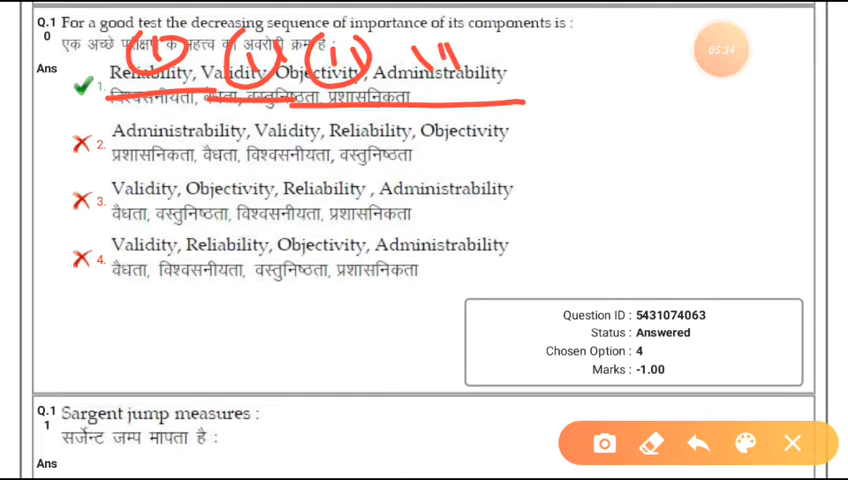 Q.1 For a good test the decreasing sequence of importance of its components is :
0
एक अच्छे परीक्षण के महत्त्व का अवरोही क्रम है :
Ans
1. Reliability, Validity, Objectivity, Administrability
विश्वसनीयता, वैधता, वस्तुनिष्ठता, प्रशासनिकता
2. Administrability, Validity, Reliability, Objectivity
प्रशासनिकता, वैधता, विश्वसनीयता, वस्तुनिष्ठता
3. Validity, Objectivity, Reliability , Administrability
वैधता, वस्तुनिष्ठता, विश्वसनीयता, प्रशासनिकता
4. Validity, Reliability, Objectivity, Administrability
वैधता, विश्वसनीयता, वस्तुनिष्ठता, प्रशासनिकता
Question ID : 5431074063
Status : Answered
Chosen Option : 4
Marks : -1.00
Q.1 Sargent jump measures :
1
सर्जेन्ट जम्प मापता है :
Ans
05:34